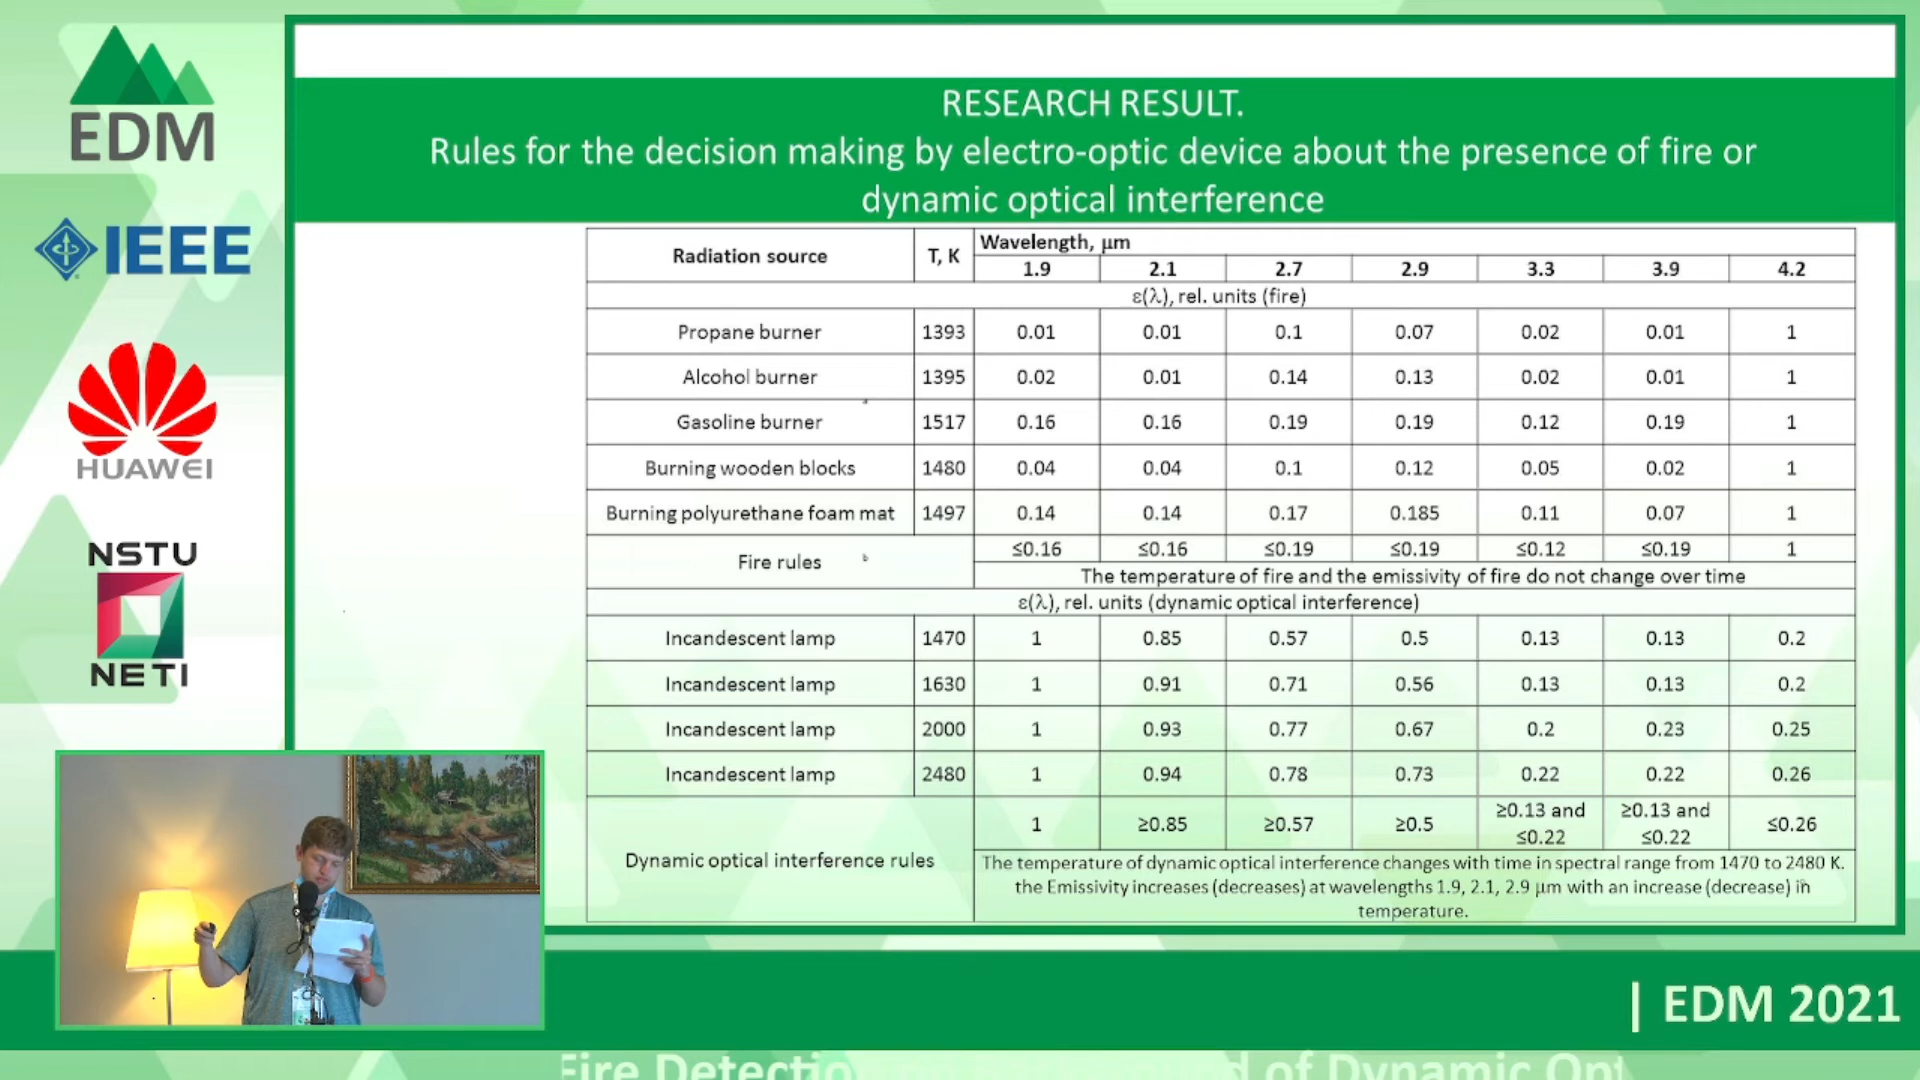 EDM
IEEE
HUAWEI
NSTU
NETI
RESEARCH RESULT.
Rules for the decision making by electro-optic device about the presence of fire or
dynamic optical interference
Radiation source T, K Wavelength, μm
1.9 2.1 2.7 2.9 3.3 3.9 4.2
ε(λ), rel. units (fire)
Propane burner 1393 0.01 0.01 0.1 0.07 0.02 0.01 1
Alcohol burner 1395 0.02 0.01 0.14 0.13 0.02 0.01 1
Gasoline burner 1517 0.16 0.16 0.19 0.19 0.12 0.19 1
Burning wooden blocks 1480 0.04 0.04 0.1 0.12 0.05 0.02 1
Burning polyurethane foam mat 1497 0.14 0.14 0.17 0.185 0.11 0.07 1
Fire rules ≤0.16 ≤0.16 ≤0.19 ≤0.19 ≤0.12 ≤0.19 1
The temperature of fire and the emissivity of fire do not change over time
ε(λ), rel. units (dynamic optical interference)
Incandescent lamp 1470 1 0.85 0.57 0.5 0.13 0.13 0.2
Incandescent lamp 1630 1 0.91 0.71 0.56 0.13 0.13 0.2
Incandescent lamp 2000 1 0.93 0.77 0.67 0.2 0.23 0.25
Incandescent lamp 2480 1 0.94 0.78 0.73 0.22 0.22 0.26
Dynamic optical interference rules 1 ≥0.85 ≥0.57 ≥0.5 ≥0.13 and ≤0.22 ≥0.13 and ≤0.22 ≤0.26
The temperature of dynamic optical interference changes with time in spectral range from 1470 to 2480 K.
the Emissivity increases (decreases) at wavelengths 1.9, 2.1, 2.9 μm with an increase (decrease) in
temperature.
| EDM 2021
Fire of Dynamic